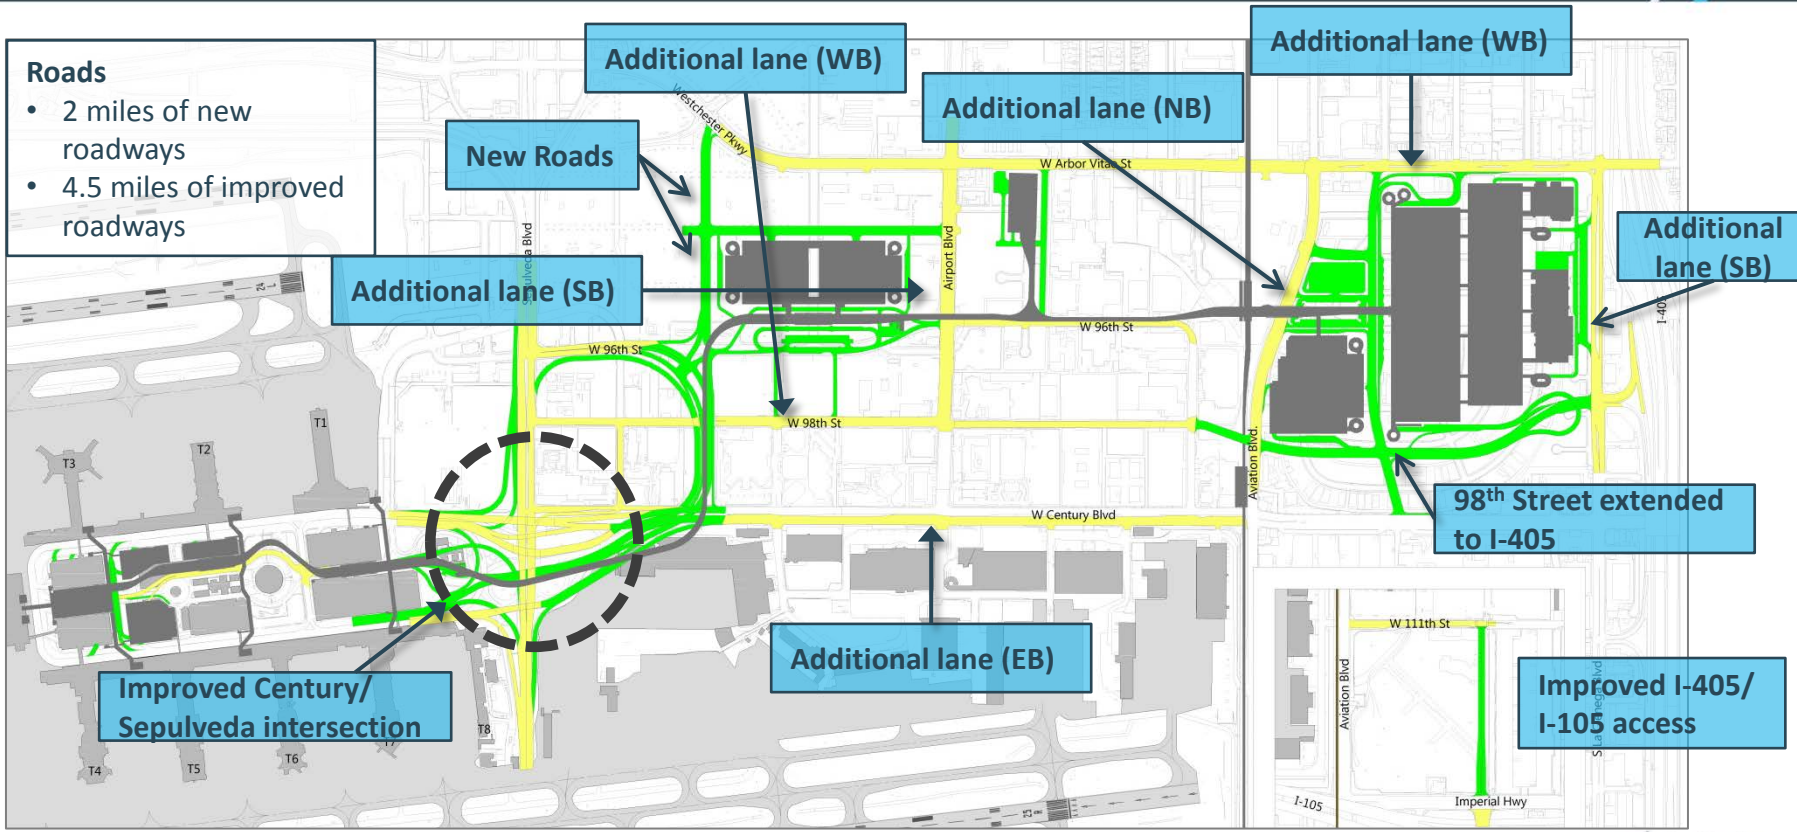 Roads
• 2 miles of new
roadways
• 4.5 miles of improved
roadways
Additional lane (WB)
Additional lane (WB)
Additional lane (NB)
New Roads
Additional lane (SB)
Additional
lane (SB)
Westchester Pkwy
W Arbor Vitae St
Sepulveda Blvd
Airport Blvd
I-405
W 96th St
W 96th St
W 98th St
W Century Blvd
Aviation Blvd.
98th Street extended
to I-405
Additional lane (EB)
Improved Century/
Sepulveda intersection
T1
T2
T3
T4
T5
T6
T7
T8
24
25
W 111th St
Aviation Blvd
Improved I-405/
I-105 access
I-105
Imperial Hwy